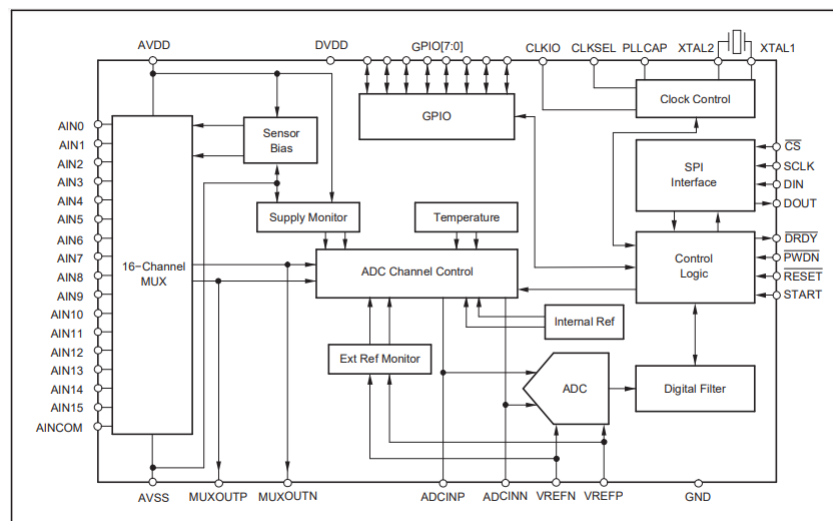 AVDD
DVDD
GPIO[7:0]
CLKIO
CLKSEL
PLLCAP
XTAL2
XTAL1
GPIO
Clock Control
AIN0
AIN1
AIN2
AIN3
AIN4
AIN5
AIN6
AIN7
AIN8
AIN9
AIN10
AIN11
AIN12
AIN13
AIN14
AIN15
AINCOM
16-Channel
MUX
Sensor
Bias
Supply Monitor
Temperature
ADC Channel Control
SPI
Interface
CS
SCLK
DIN
DOUT
Control
Logic
DRDY
PWDN
RESET
START
Internal Ref
Ext Ref Monitor
ADC
Digital Filter
AVSS
MUXOUTP
MUXOUTN
ADCINP
ADCINN
VREFN
VREFP
GND